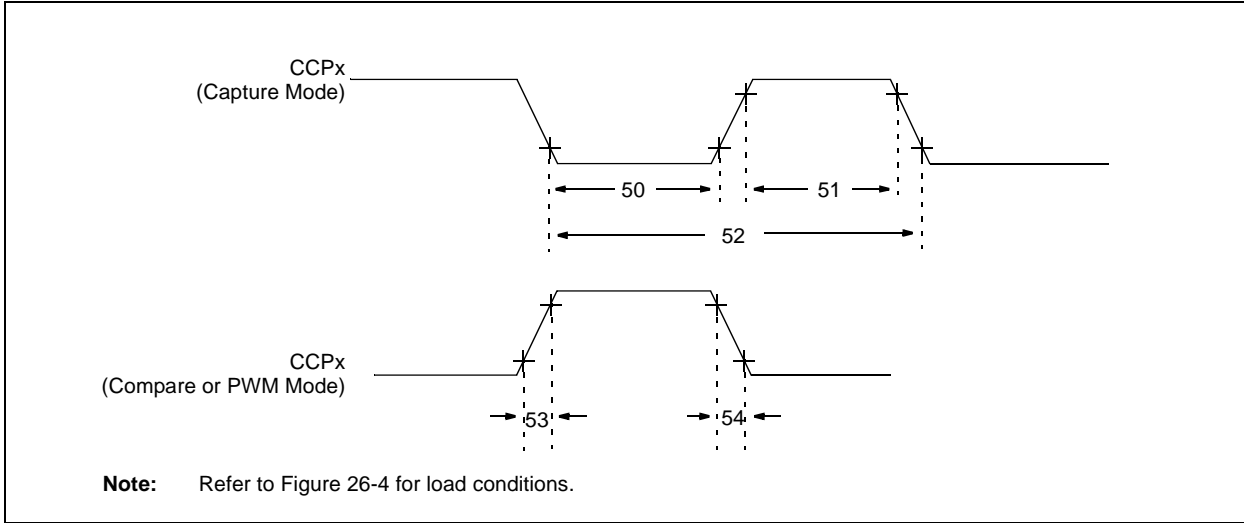 CCPx
(Capture Mode)
50
51
52
CCPx
(Compare or PWM Mode)
53
54
Note: Refer to Figure 26-4 for load conditions.